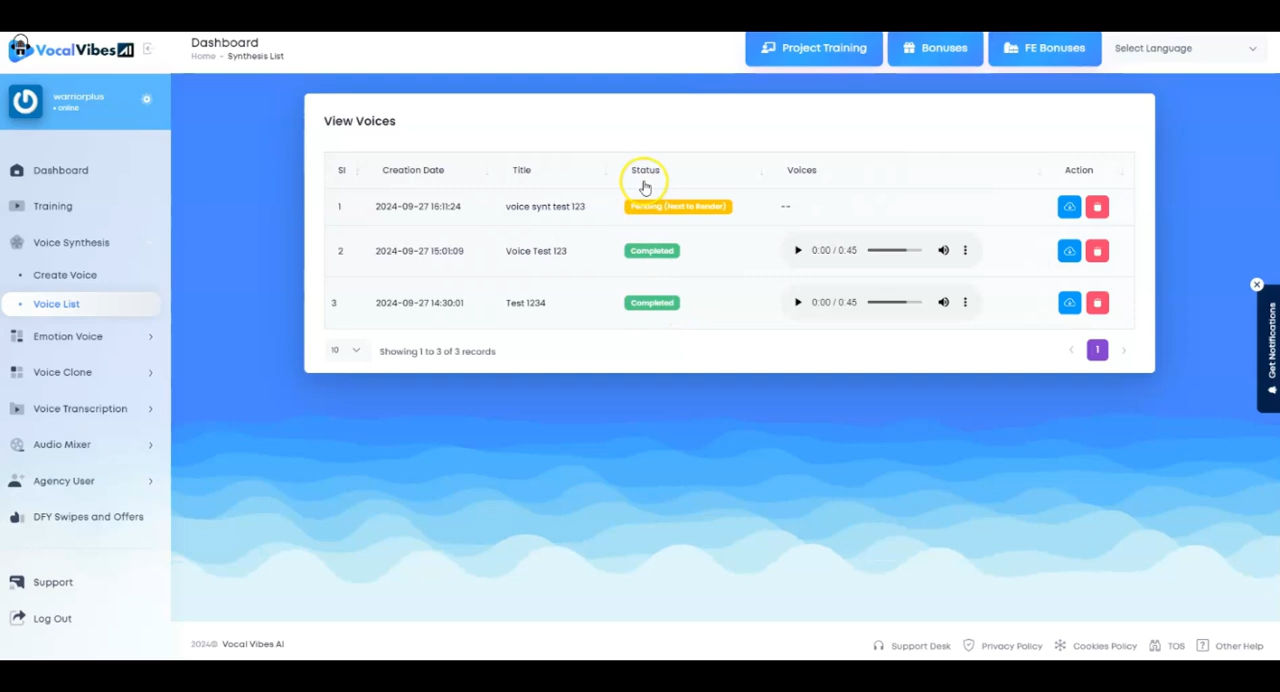 VocalVibes AI
Dashboard
Home - Synthesis List
Project Training
Bonuses
FE Bonuses
Select Language
warriorplus
• online
Dashboard
Training
Voice Synthesis
• Create Voice
• Voice List
Emotion Voice
Voice Clone
Voice Transcription
Audio Mixer
Agency User
DFY Swipes and Offers
Support
Log Out
View Voices
Sl Creation Date Title Status Voices Action
1 2024-09-27 16:11:24 voice synt test 123 Pending (Next to Render) --
2 2024-09-27 15:01:09 Voice Test 123 Completed 0:00 / 0:45
3 2024-09-27 14:30:01 Test 1234 Completed 0:00 / 0:45
10 Showing 1 to 3 of 3 records 1
Get Notifications
2024© Vocal Vibes AI
Support Desk Privacy Policy Cookies Policy TOS Other Help